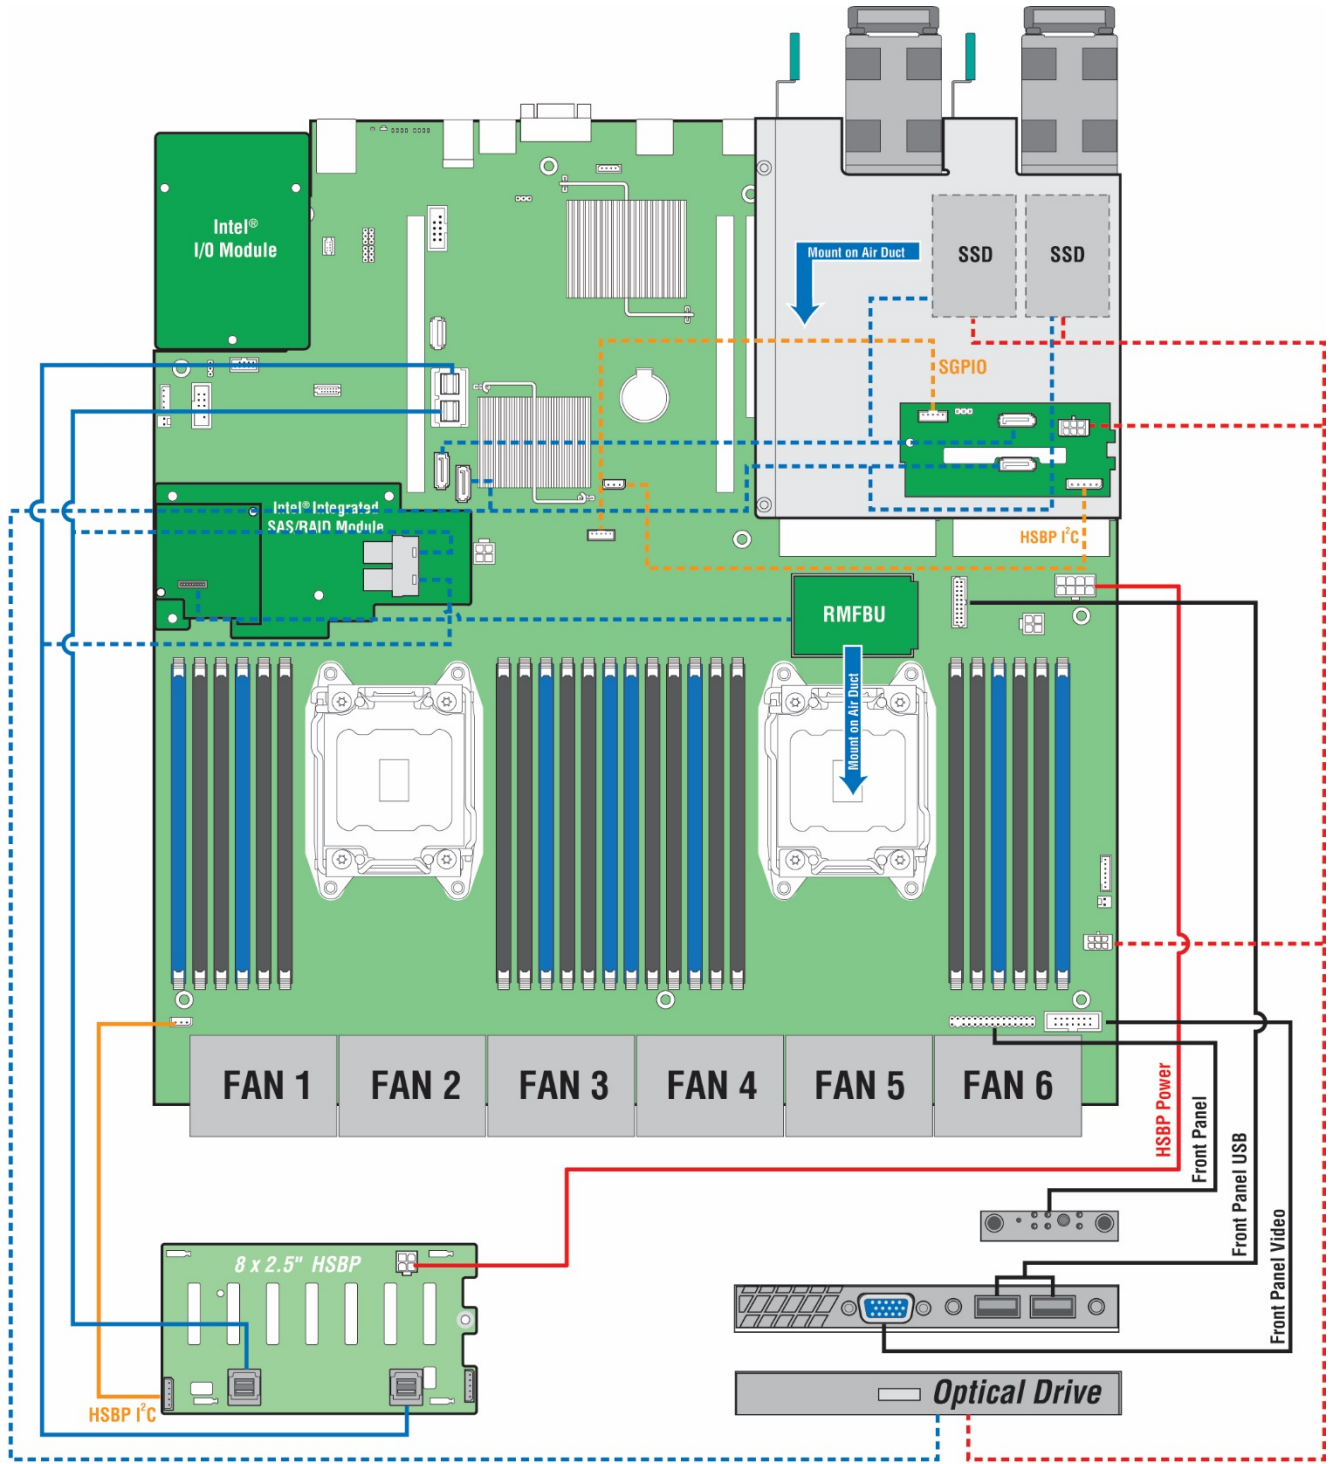 Intel®
I/O Module
Mount on Air Duct
SSD
SSD
SGPIO
Intel® Integrated
SAS/RAID Module
HSBP I²C
RMFBU
Mount on Air Duct
FAN 1
FAN 2
FAN 3
FAN 4
FAN 5
FAN 6
HSBP Power
Front Panel
Front Panel USB
Front Panel Video
8 x 2.5" HSBP
HSBP I²C
Optical Drive